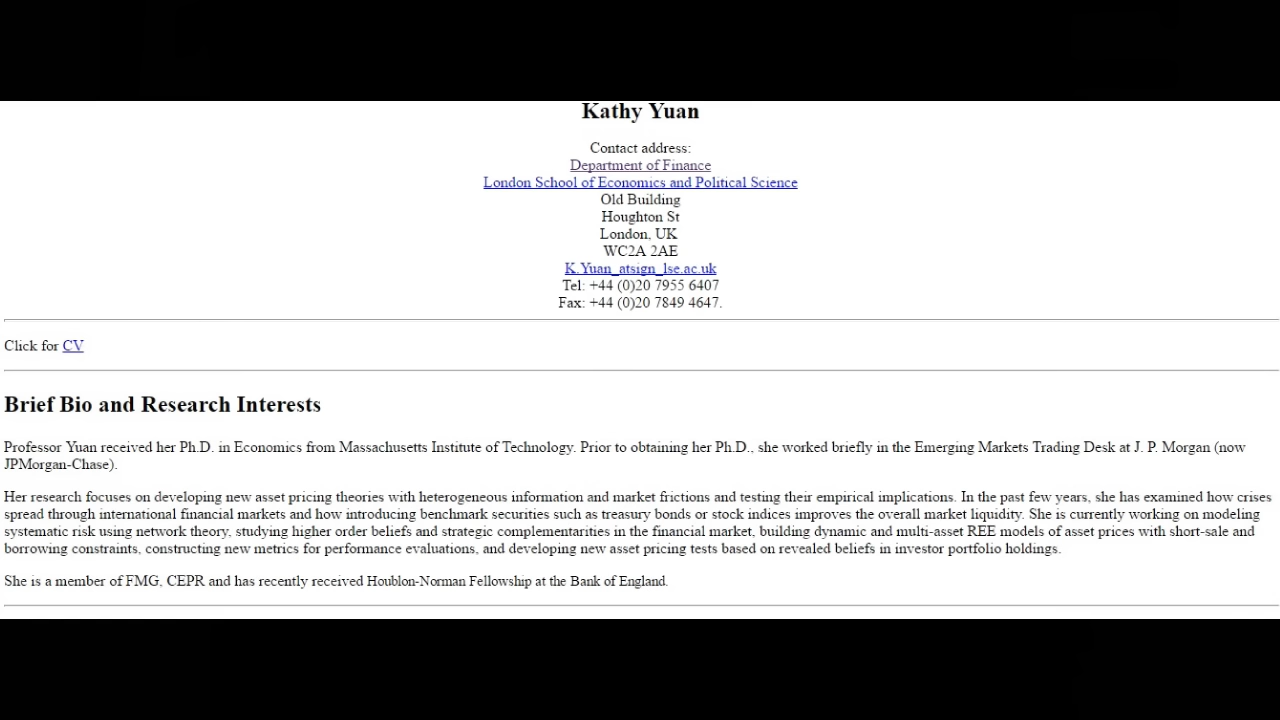 Kathy Yuan
Contact address:
Department of Finance
London School of Economics and Political Science
Old Building
Houghton St
London, UK
WC2A 2AE
K.Yuan_atsign_lse.ac.uk
Tel: +44 (0)20 7955 6407
Fax: +44 (0)20 7849 4647.
Click for CV
Brief Bio and Research Interests
Professor Yuan received her Ph.D. in Economics from Massachusetts Institute of Technology. Prior to obtaining her Ph.D., she worked briefly in the Emerging Markets Trading Desk at J. P. Morgan (now
JPMorgan-Chase).
Her research focuses on developing new asset pricing theories with heterogeneous information and market frictions and testing their empirical implications. In the past few years, she has examined how crises
spread through international financial markets and how introducing benchmark securities such as treasury bonds or stock indices improves the overall market liquidity. She is currently working on modeling
systematic risk using network theory, studying higher order beliefs and strategic complementarities in the financial market, building dynamic and multi-asset REE models of asset prices with short-sale and
borrowing constraints, constructing new metrics for performance evaluations, and developing new asset pricing tests based on revealed beliefs in investor portfolio holdings.
She is a member of FMG, CEPR and has recently received Houblon-Norman Fellowship at the Bank of England.